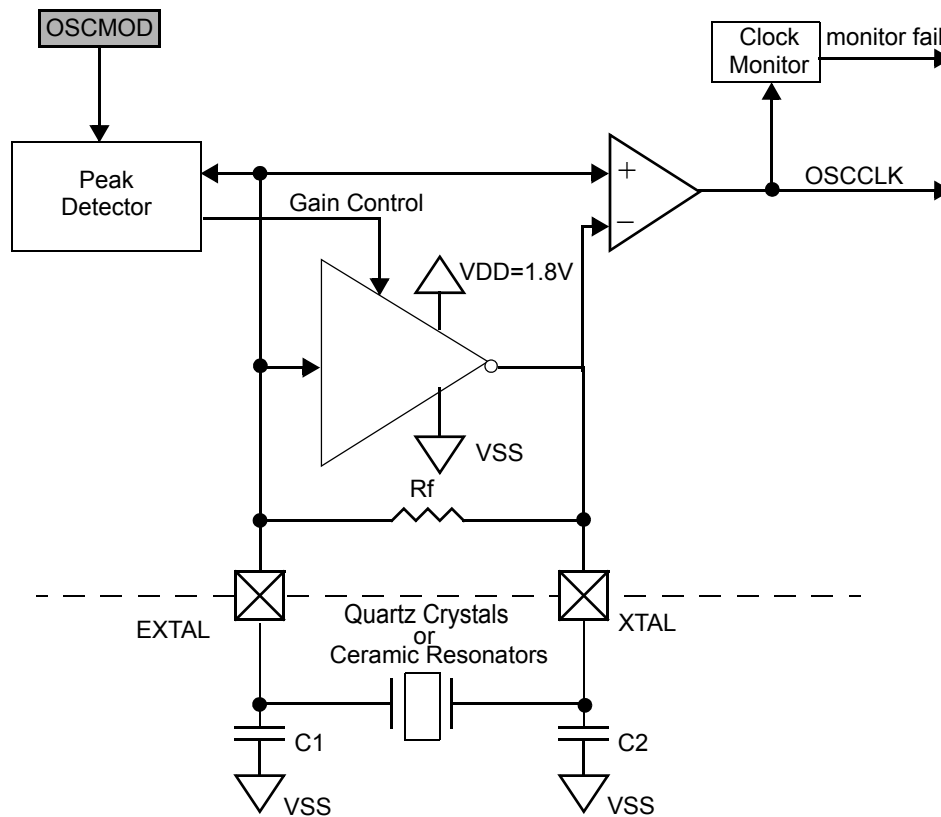 OSCMOD
Clock
Monitor
monitor fail
Peak
Detector
+
−
OSCCLK
Gain Control
VDD=1.8V
VSS
Rf
EXTAL
Quartz Crystals
or
Ceramic Resonators
XTAL
C1
C2
VSS
VSS